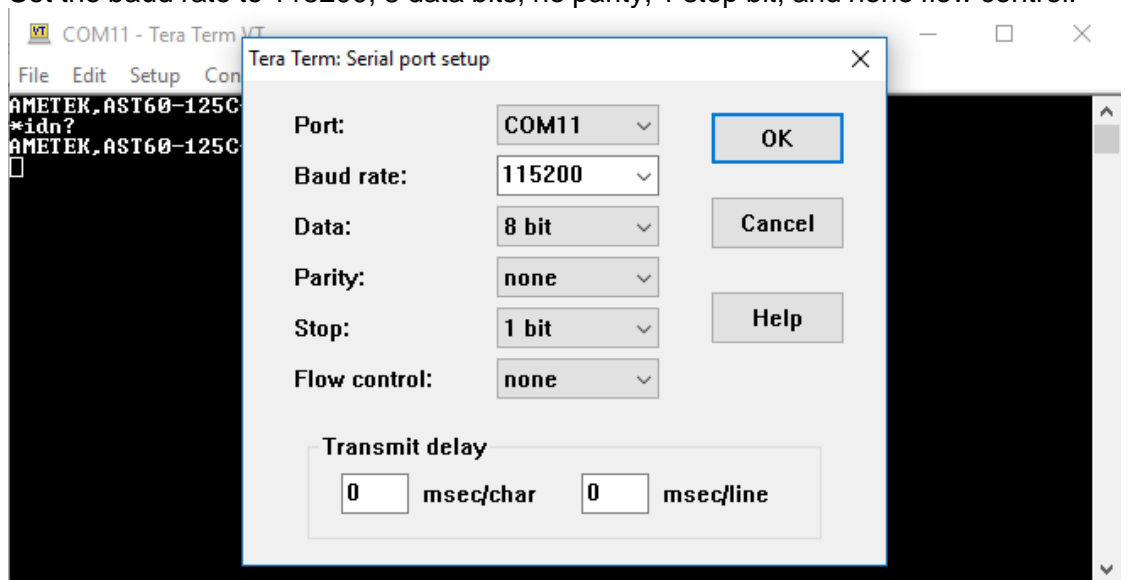 Set the baud rate to 115200, 8 data bits, no parity, 1 stop bit, and none flow control.
COM11 - Tera Term VT
File Edit Setup Con
AMETEK,AST60-125C
*idn?
AMETEK,AST60-125C
Tera Term: Serial port setup
Port: COM11
OK
Baud rate: 115200
Data: 8 bit
Cancel
Parity: none
Stop: 1 bit
Help
Flow control: none
Transmit delay
0 msec/char 0 msec/line